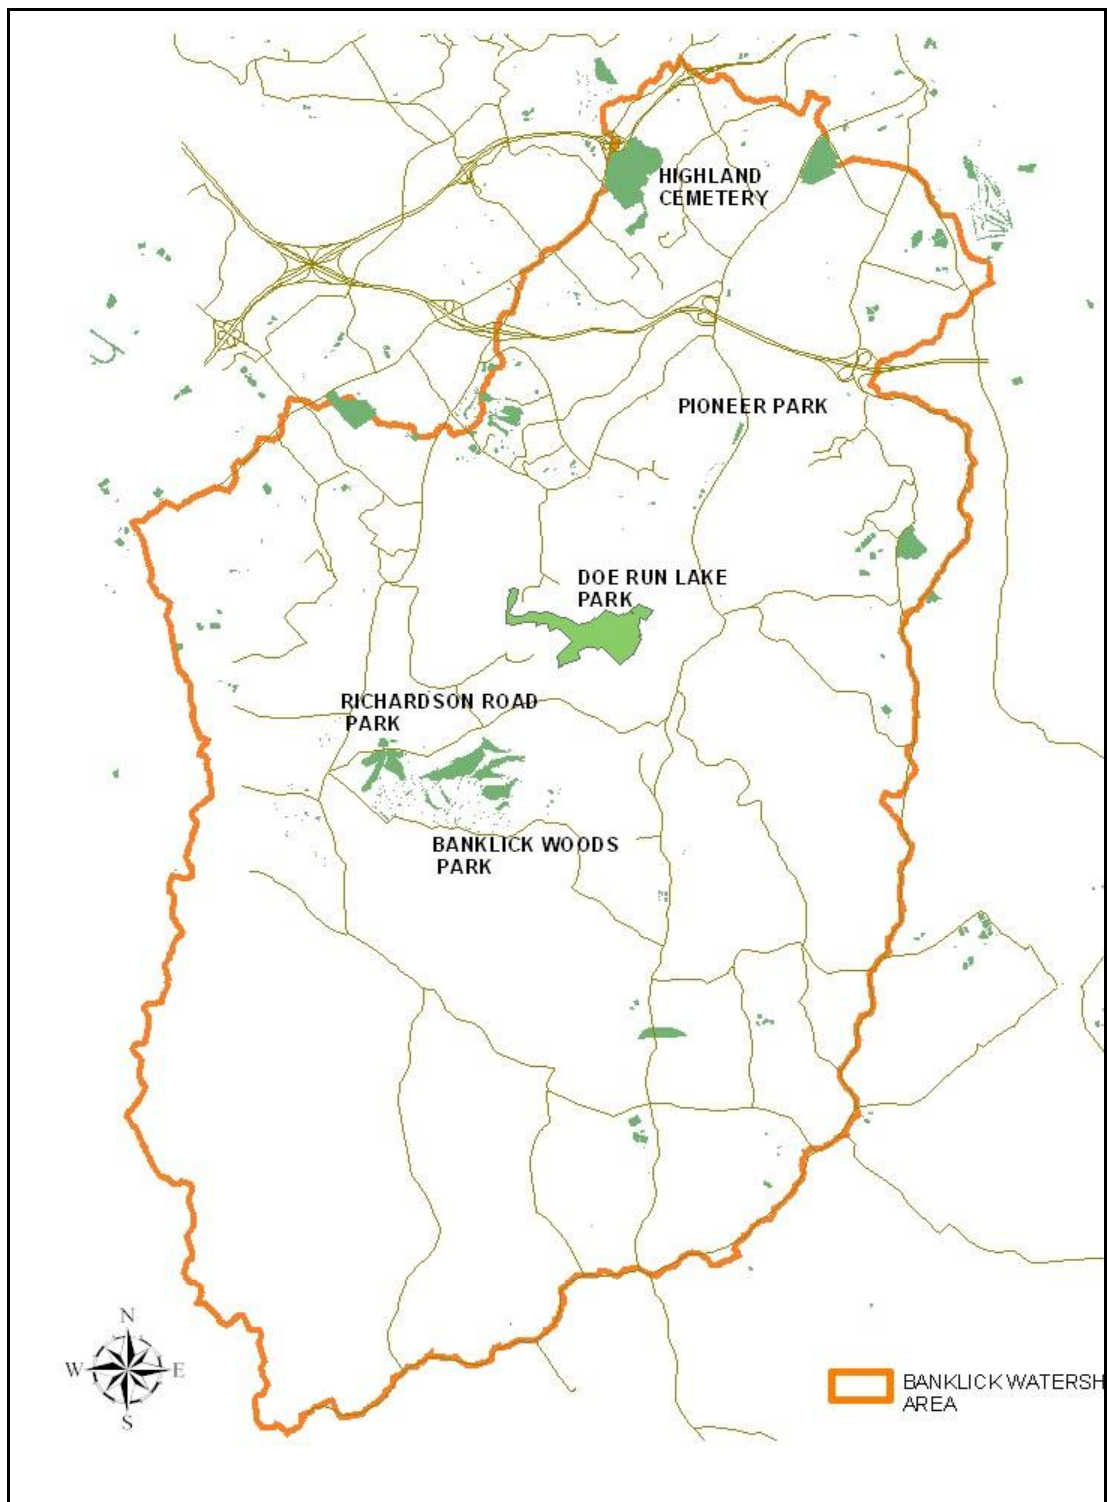 HIGHLAND
CEMETERY
PIONEER PARK
DOE RUN LAKE
PARK
RICHARDSON ROAD
PARK
BANKLICK WOODS
PARK
N
W E
S
BANKLICK WATERSH
AREA